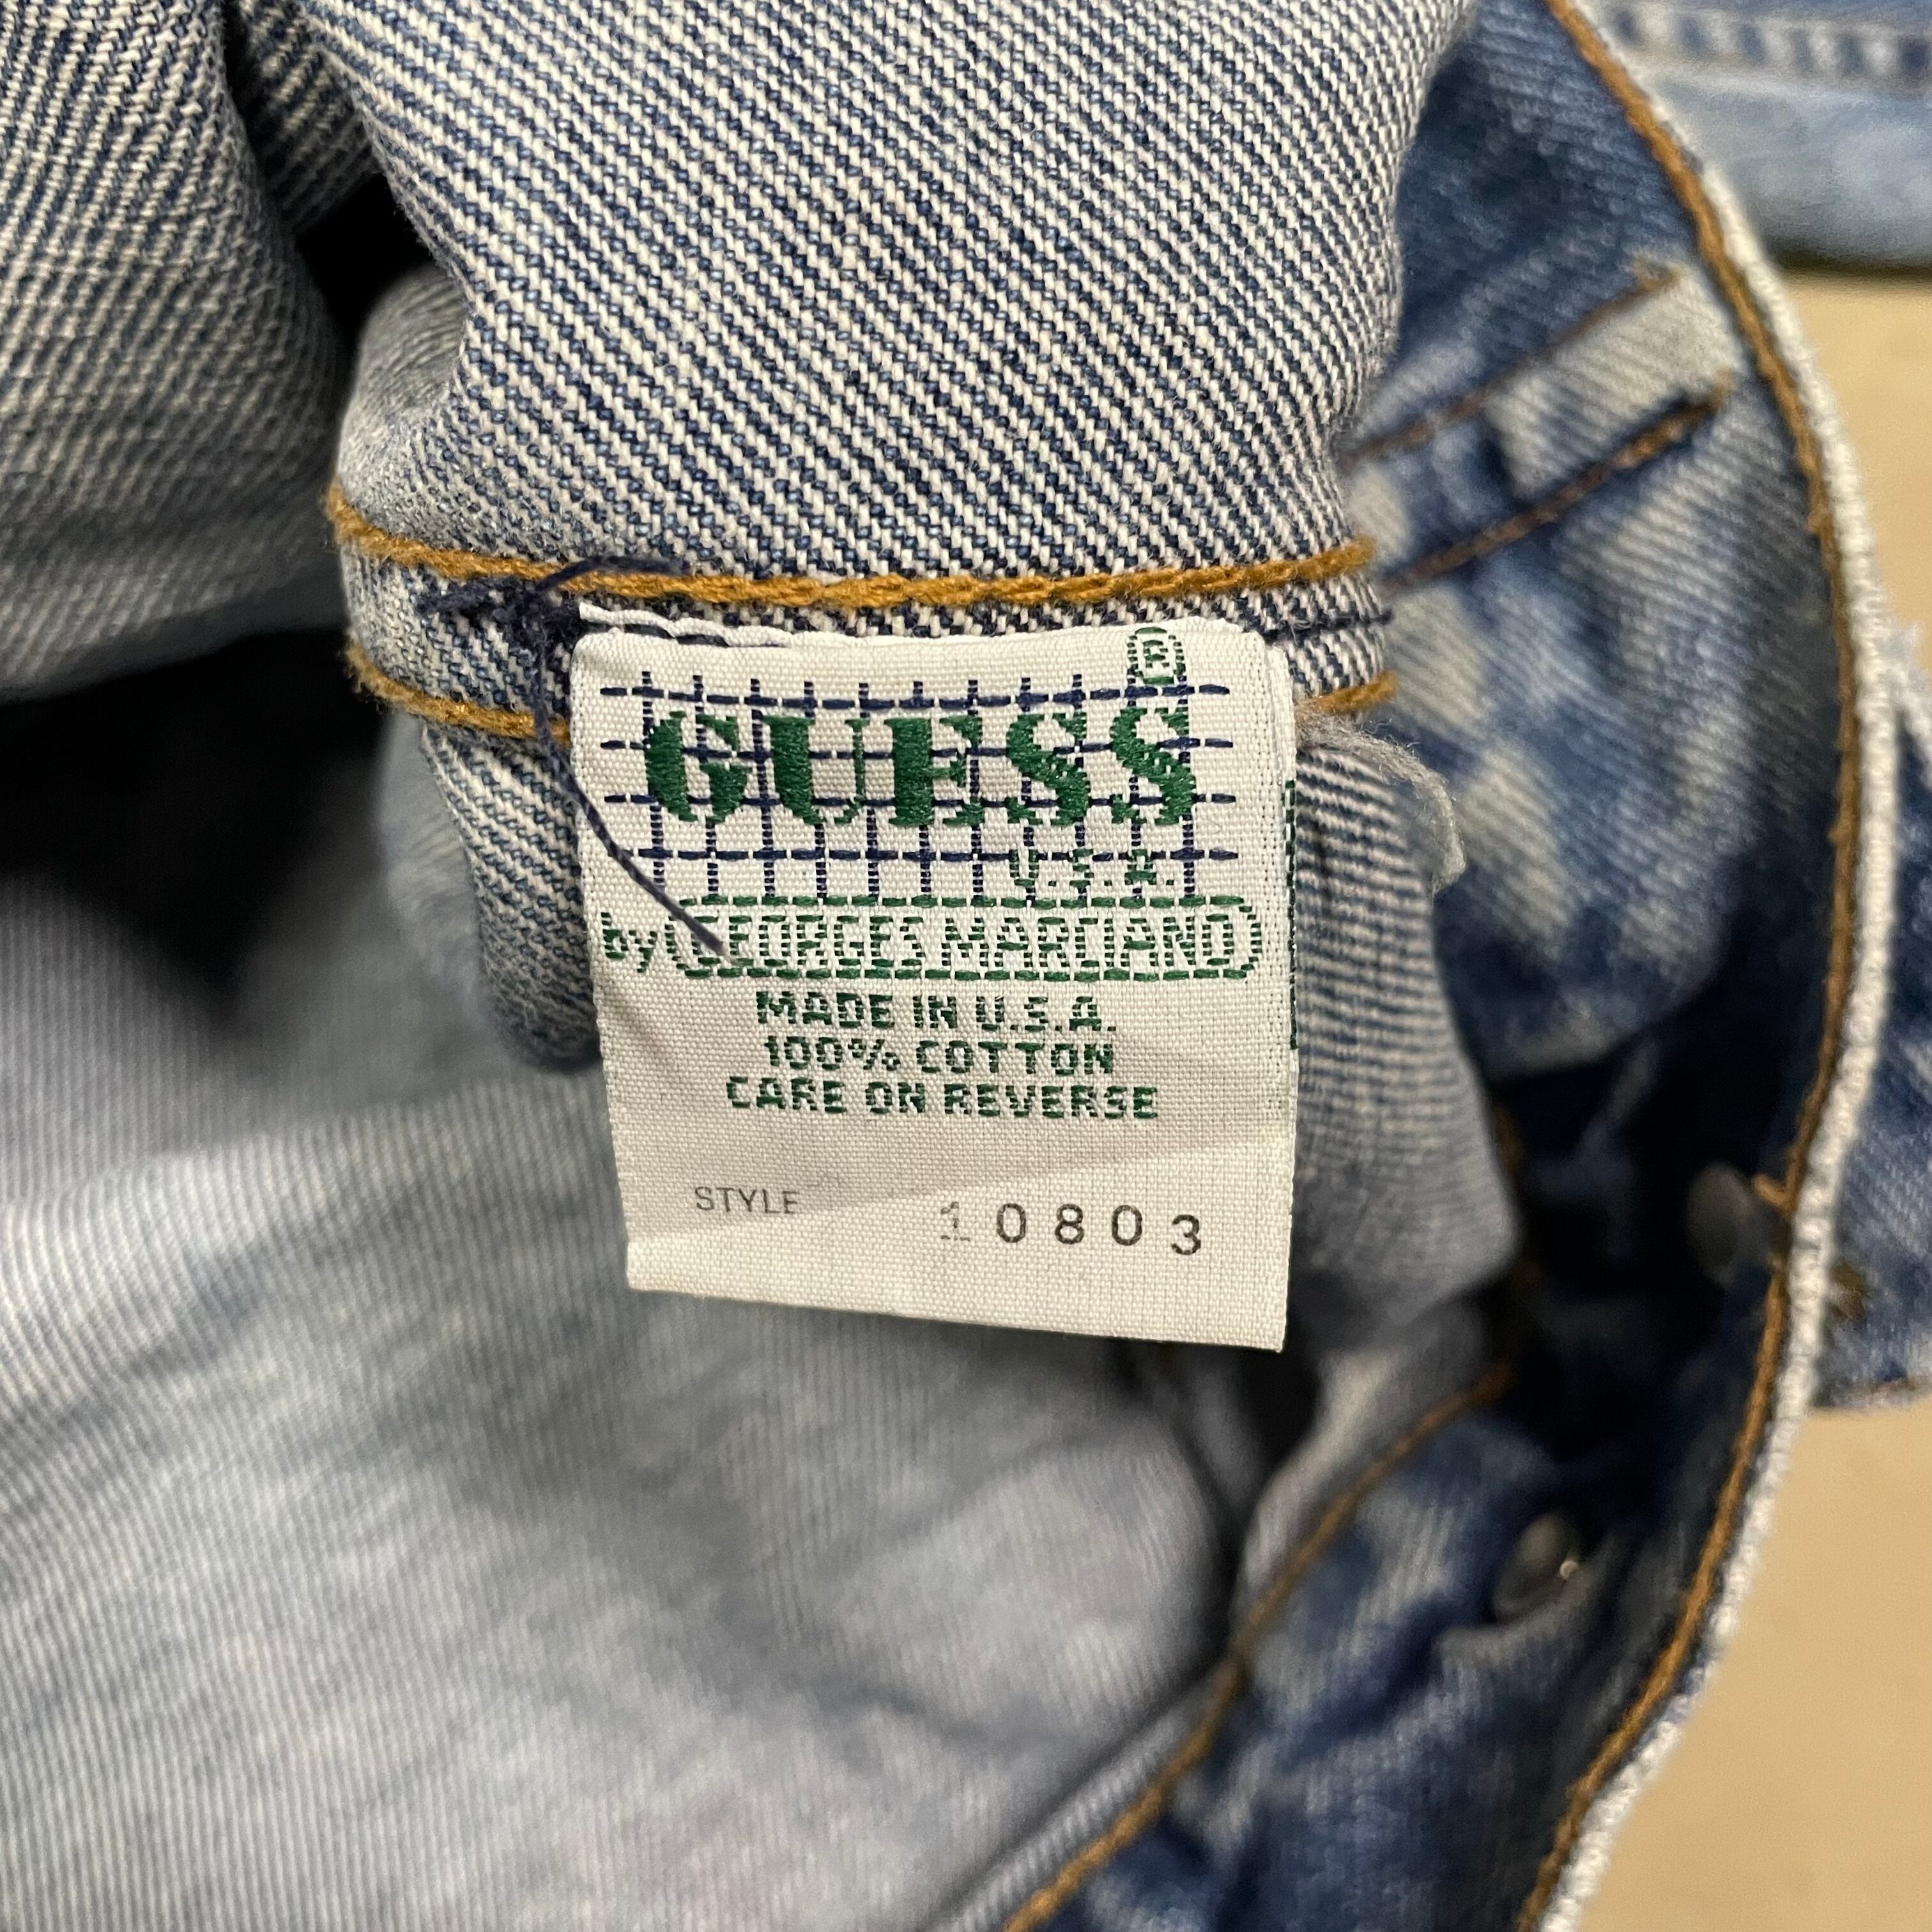 ®
GUESS
U.S.A.
by GEORGES MARCIANO
MADE IN U.S.A.
100% COTTON
CARE ON REVERSE
STYLE 10803